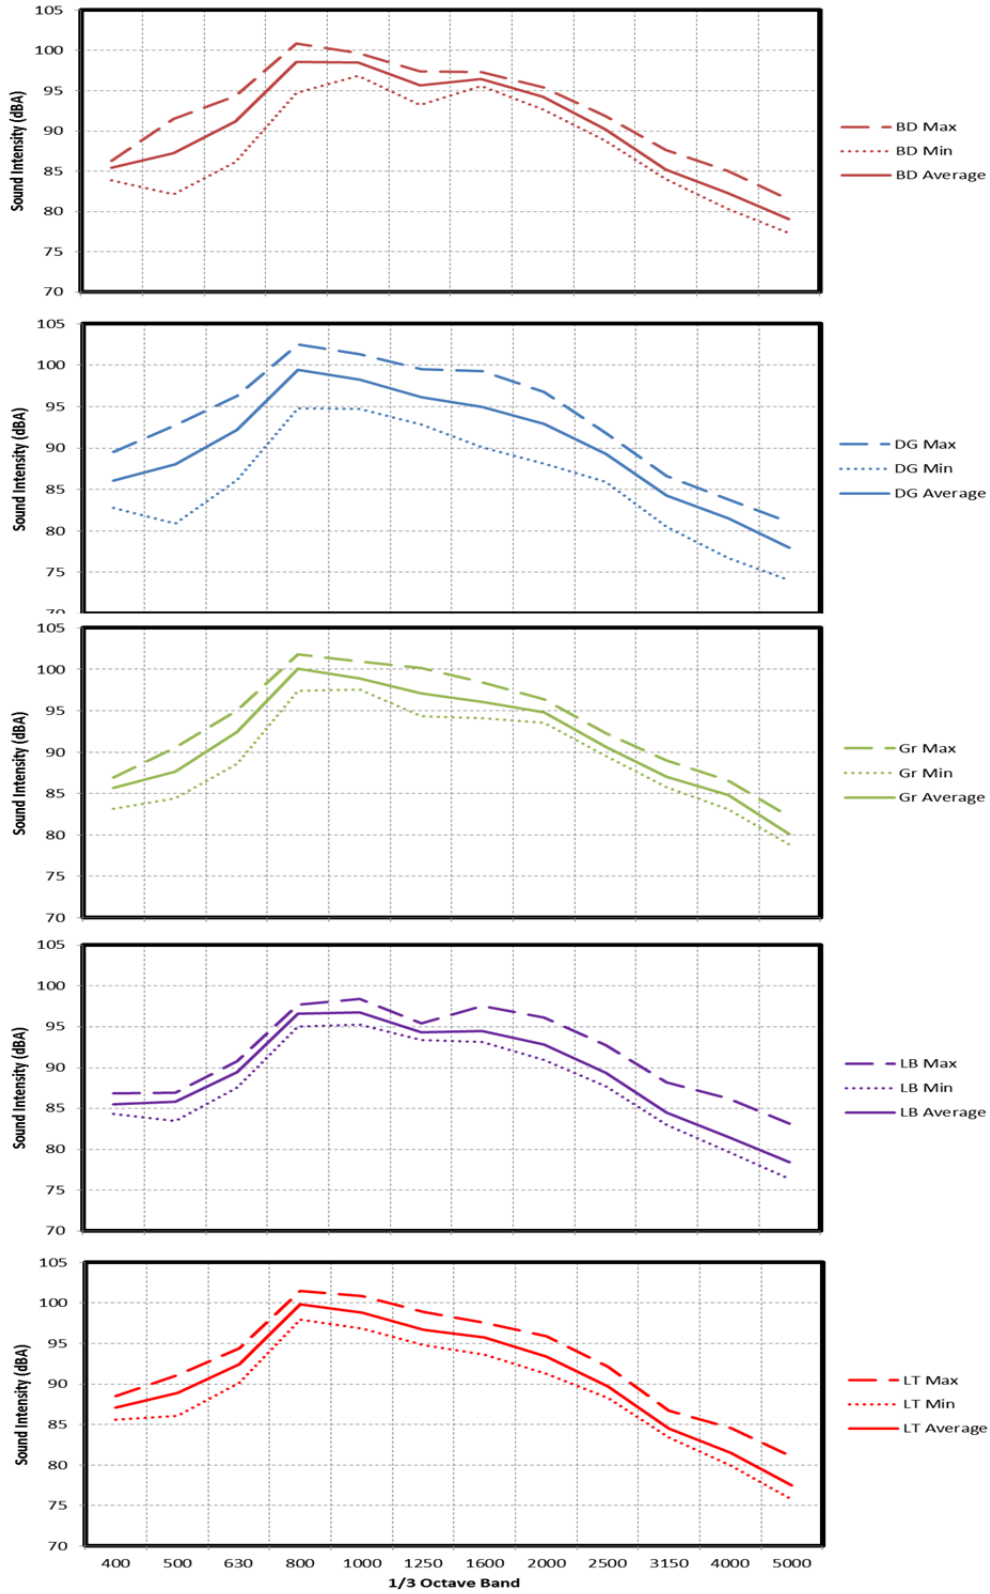 105
100
95
90
85
80
75
70
Sound Intensity (dBA)
BD Max
BD Min
BD Average
105
100
95
90
85
80
75
70
Sound Intensity (dBA)
DG Max
DG Min
DG Average
105
100
95
90
85
80
75
70
Sound Intensity (dBA)
Gr Max
Gr Min
Gr Average
105
100
95
90
85
80
75
70
Sound Intensity (dBA)
LB Max
LB Min
LB Average
105
100
95
90
85
80
75
70
Sound Intensity (dBA)
LT Max
LT Min
LT Average
400 500 630 800 1000 1250 1600 2000 2500 3150 4000 5000
1/3 Octave Band